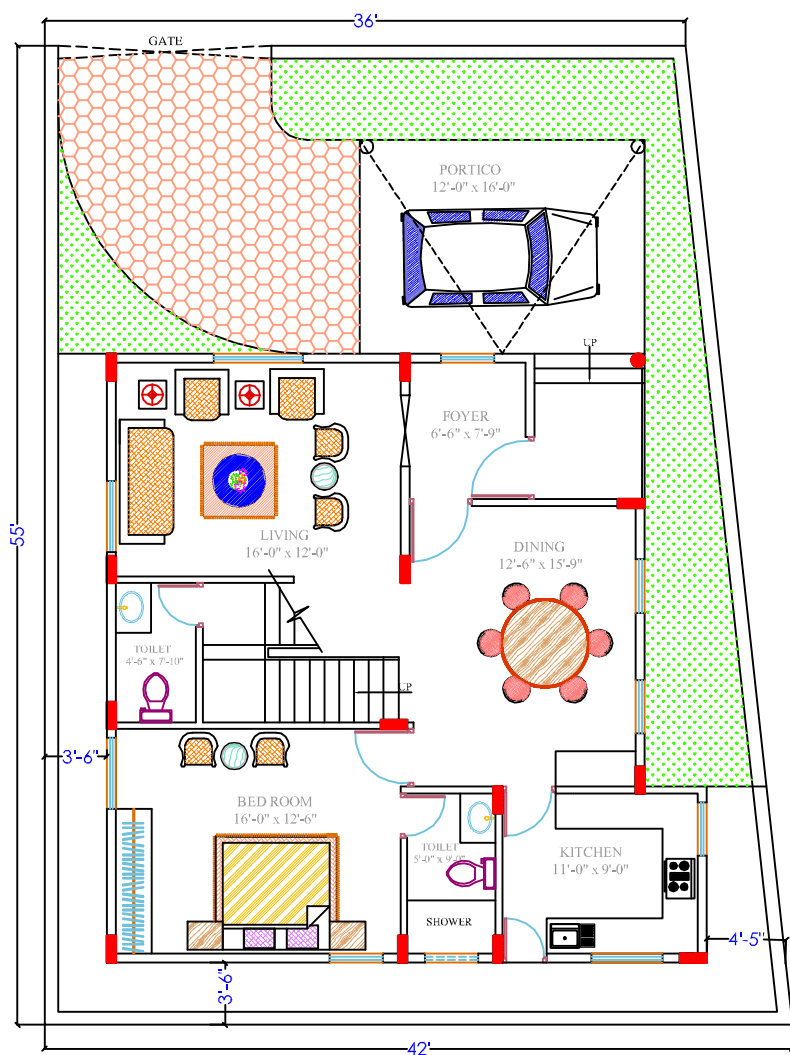 36'
GATE
PORTICO
12'-0" x 16'-0"
UP
FOYER
6'-6" x 7'-9"
55'
LIVING
16'-0" x 12'-0"
DINING
12'-6" x 15'-9"
TOILET
4'-6" x 7'-10"
UP
3'-6"
BED ROOM
16'-0" x 12'-6"
TOILET
5'-0" x 9'-0"
KITCHEN
11'-0" x 9'-0"
SHOWER
4'-5"
3'-6"
42'